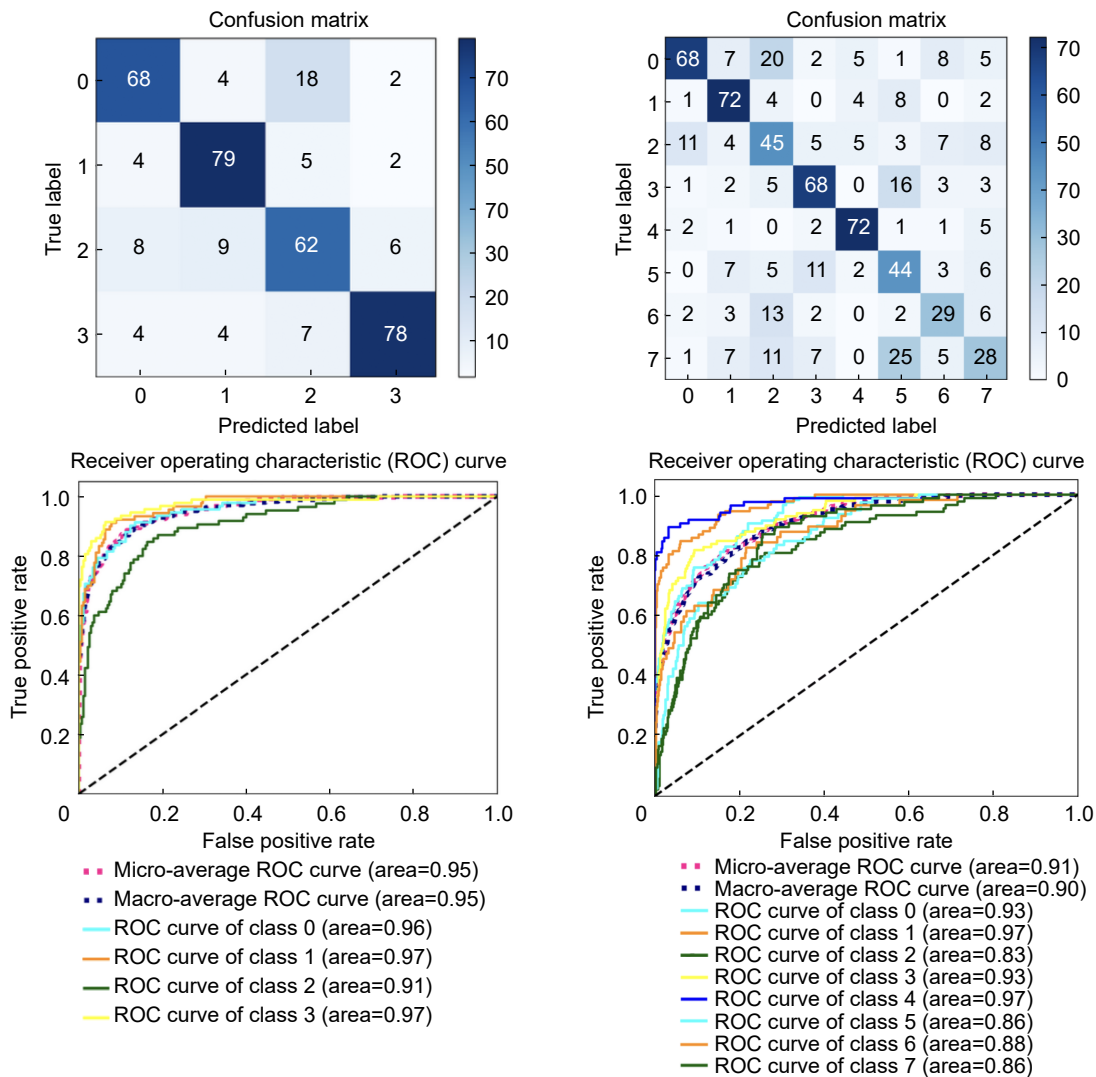 Confusion matrix
0 68 4 18 2
1 4 79 5 2
2 8 9 62 6
3 4 4 7 78
0 1 2 3
Predicted label
True label
70
60
50
40
30
20
10
Confusion matrix
0 68 7 20 2 5 1 8 5
1 1 72 4 0 4 8 0 2
2 11 4 45 5 5 3 7 8
3 1 2 5 68 0 16 3 3
4 2 1 0 2 72 1 1 5
5 0 7 5 11 2 44 3 6
6 2 3 13 2 0 2 29 6
7 1 7 11 7 0 25 5 28
0 1 2 3 4 5 6 7
Predicted label
True label
70
60
50
70
30
20
10
0
Receiver operating characteristic (ROC) curve
True positive rate
1.0
0.8
0.6
0.4
0.2
0 0.2 0.4 0.6 0.8 1.0
False positive rate
Micro-average ROC curve (area=0.95)
Macro-average ROC curve (area=0.95)
ROC curve of class 0 (area=0.96)
ROC curve of class 1 (area=0.97)
ROC curve of class 2 (area=0.91)
ROC curve of class 3 (area=0.97)
Receiver operating characteristic (ROC) curve
True positive rate
1.0
0.8
0.6
0.4
0.2
0 0.2 0.4 0.6 0.8 1.0
False positive rate
Micro-average ROC curve (area=0.91)
Macro-average ROC curve (area=0.90)
ROC curve of class 0 (area=0.93)
ROC curve of class 1 (area=0.97)
ROC curve of class 2 (area=0.83)
ROC curve of class 3 (area=0.93)
ROC curve of class 4 (area=0.97)
ROC curve of class 5 (area=0.86)
ROC curve of class 6 (area=0.88)
ROC curve of class 7 (area=0.86)